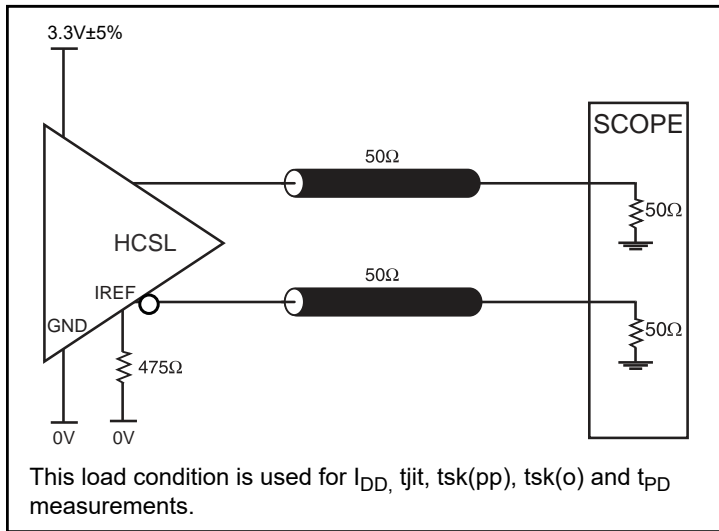 3.3V±5%
SCOPE
50Ω
50Ω
HCSL
IREF
50Ω
GND
50Ω
475Ω
0V
0V
This load condition is used for IDD, tjit, tsk(pp), tsk(o) and tPD
measurements.